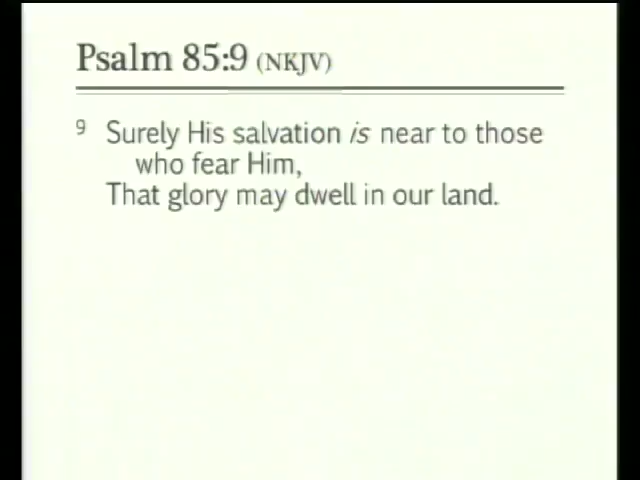 Psalm 85:9 (NKJV)
9 Surely His salvation is near to those
who fear Him,
That glory may dwell in our land.